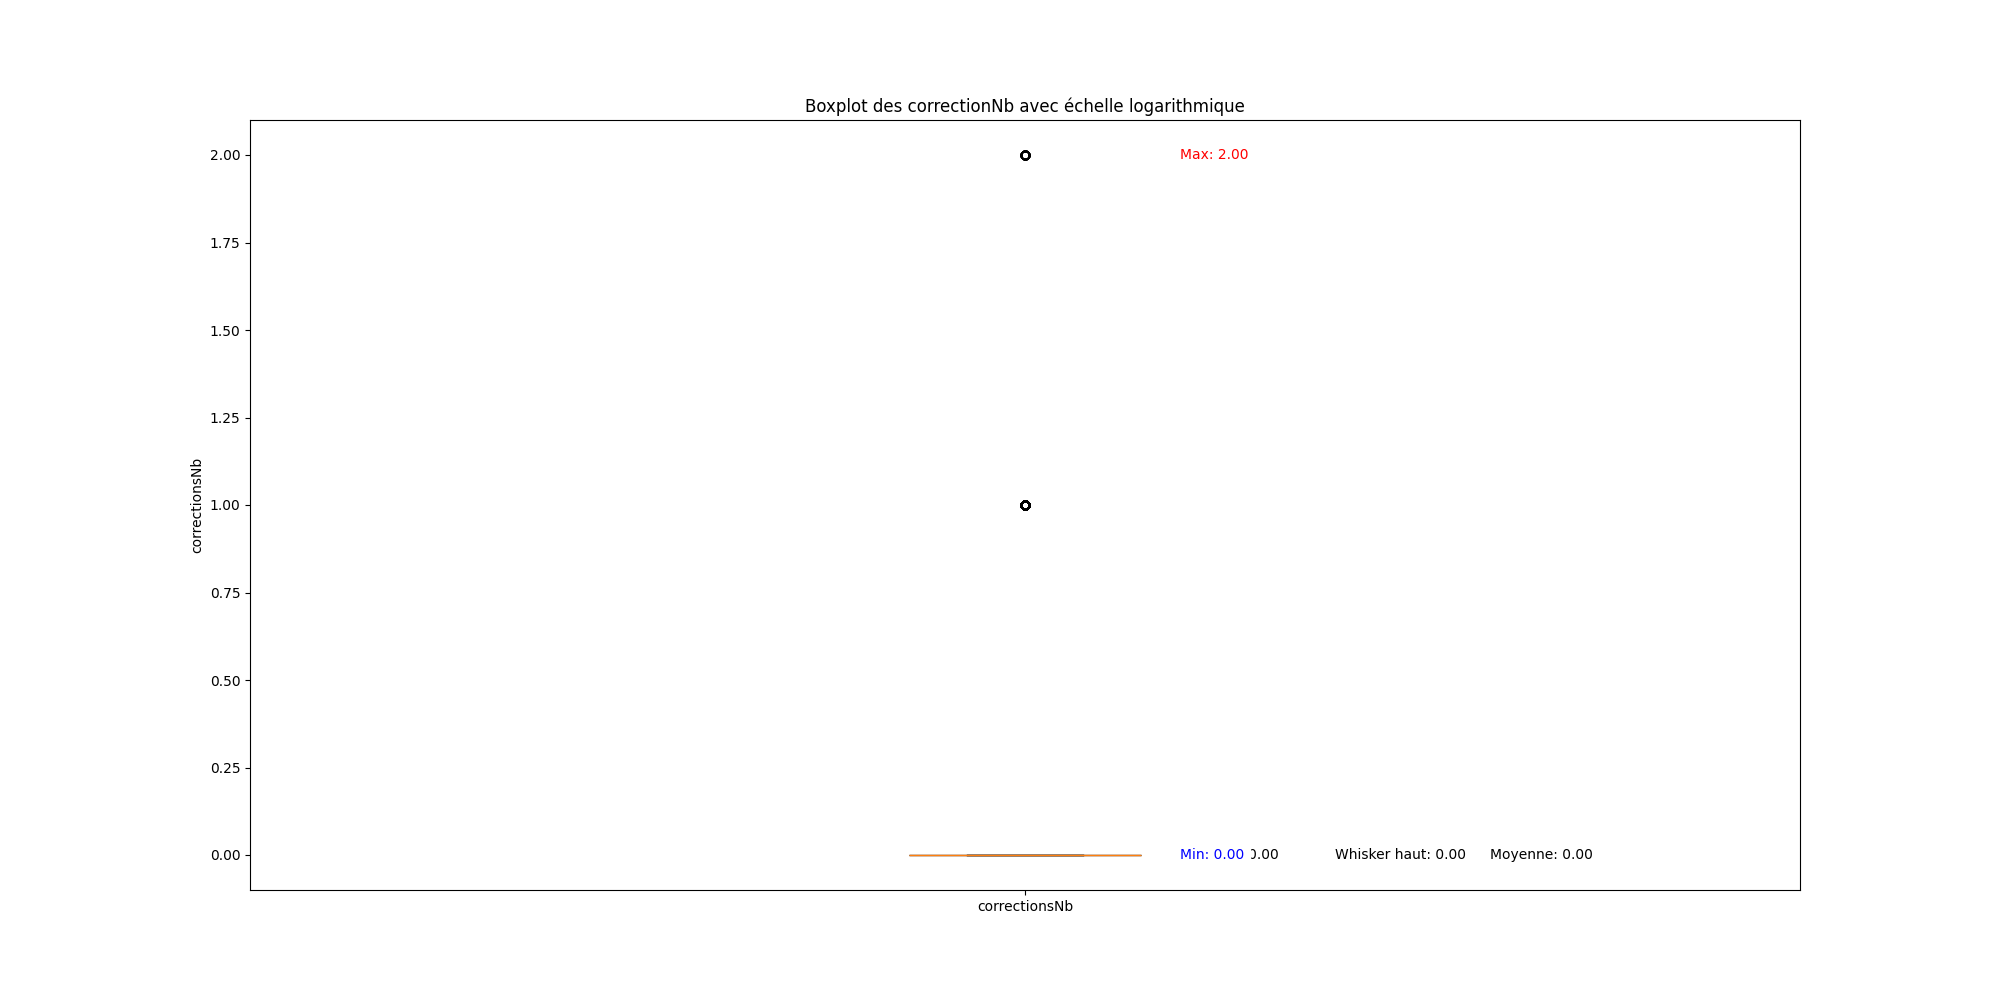 Boxplot des correctionNb avec échelle logarithmique
2.00
Max: 2.00
1.75
1.50
1.25
correctionsNb
1.00
0.75
0.50
0.25
0.00
Min: 0.00
Whisker haut: 0.00
Moyenne: 0.00
correctionsNb